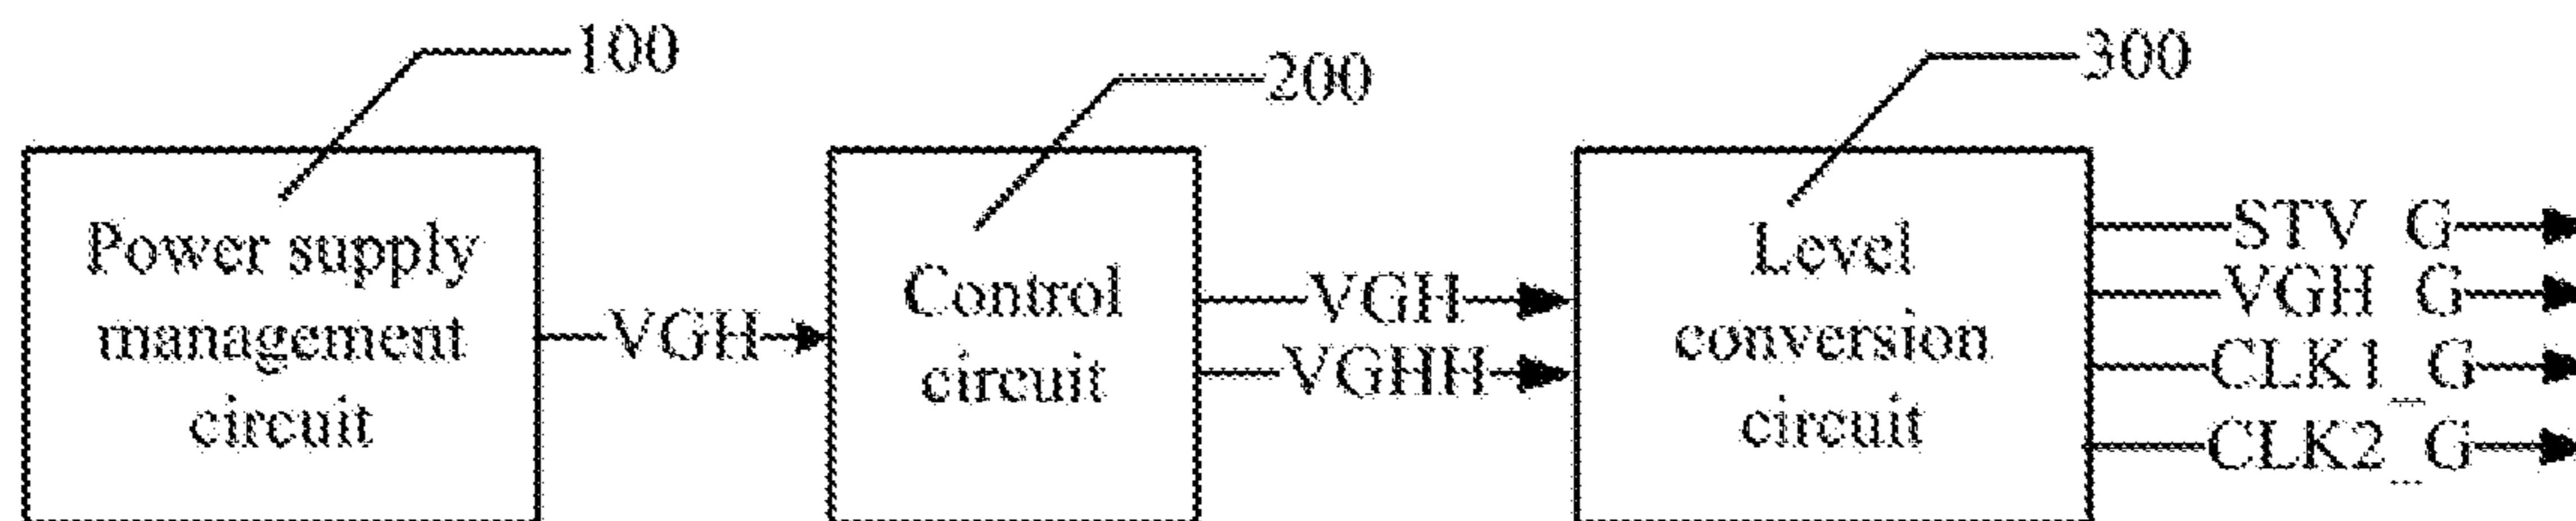 100
200
300
Power supply
management
circuit
VGH
Control
circuit
VGH
VGHH
Level
conversion
circuit
STV_G
VGH_G
CLK1_G
CLK2_G